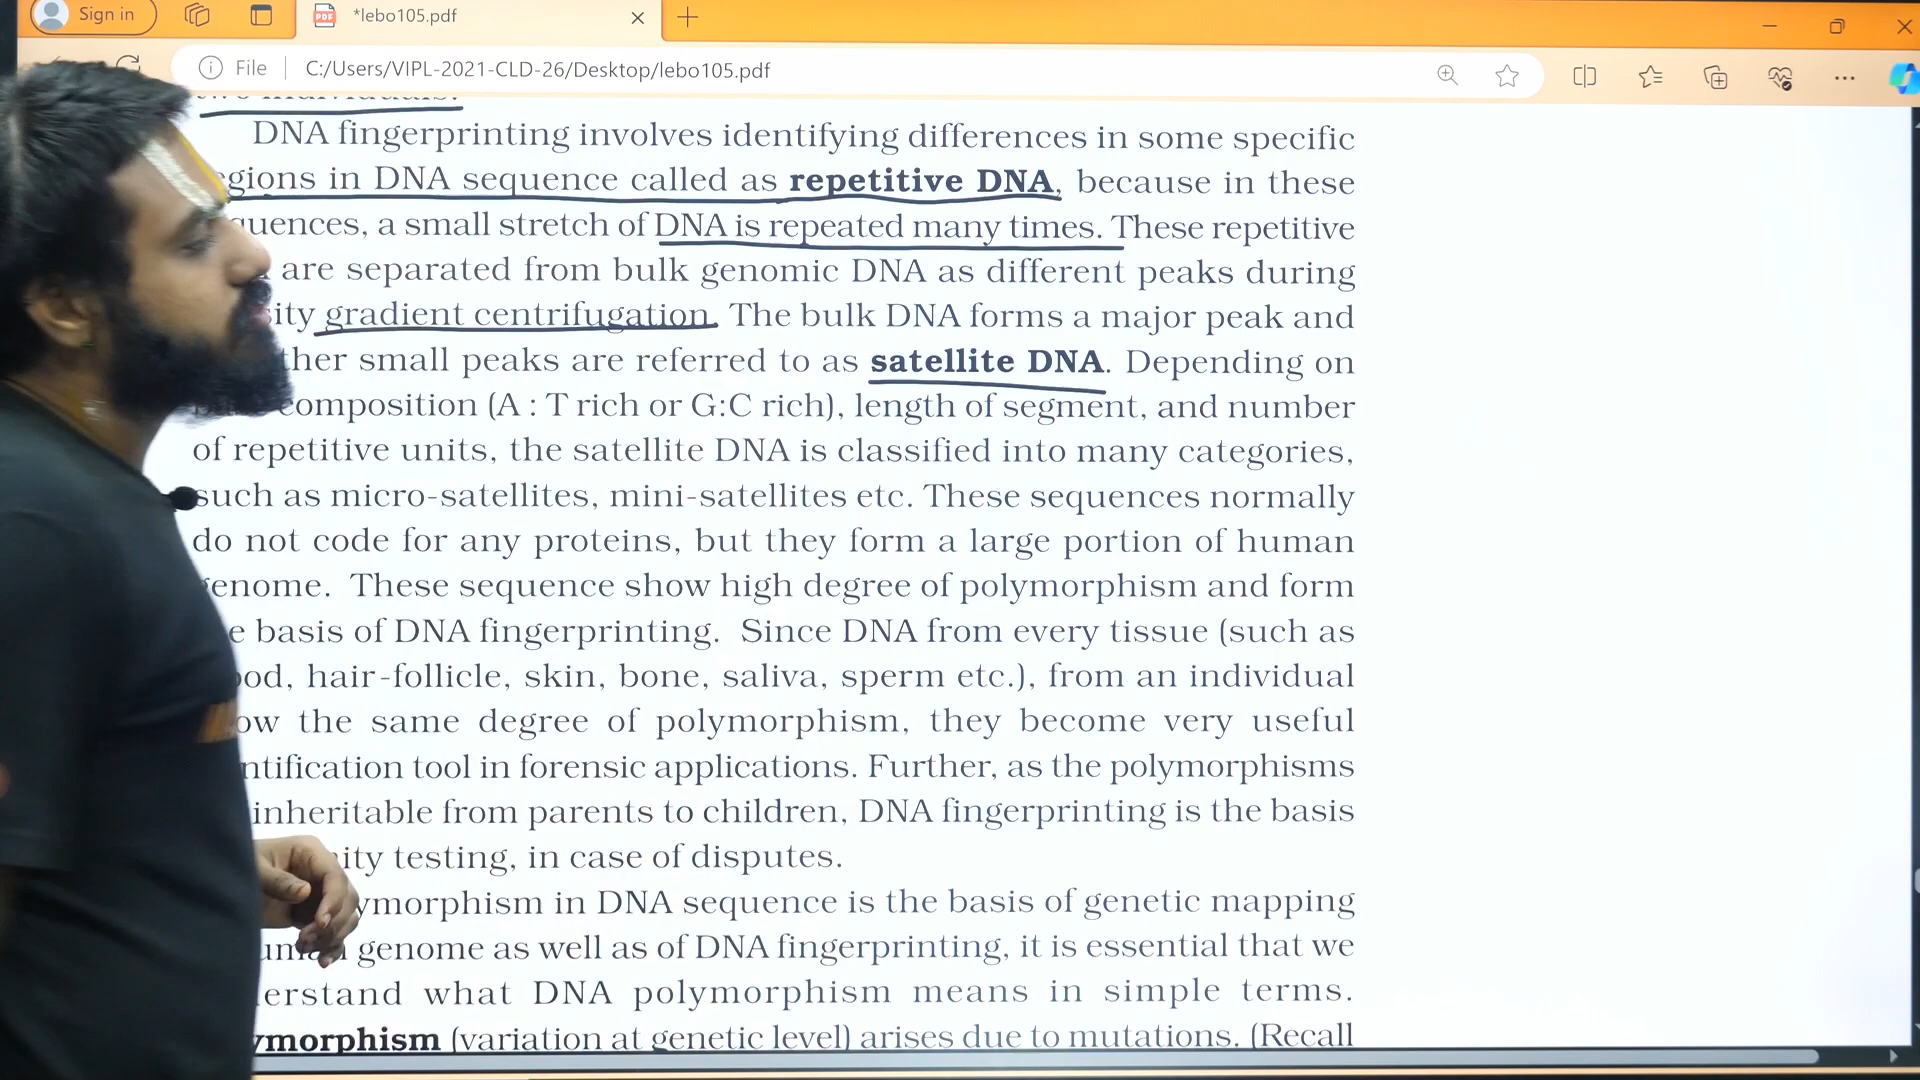 Sign in
*lebo105.pdf
File C:/Users/VIPL-2021-CLD-26/Desktop/lebo105.pdf
two individuals.
DNA fingerprinting involves identifying differences in some specific
gions in DNA sequence called as repetitive DNA, because in these
quences, a small stretch of DNA is repeated many times. These repetitive
are separated from bulk genomic DNA as different peaks during
sity gradient centrifugation. The bulk DNA forms a major peak and
ther small peaks are referred to as satellite DNA. Depending on
composition (A : T rich or G:C rich), length of segment, and number
of repetitive units, the satellite DNA is classified into many categories,
such as micro-satellites, mini-satellites etc. These sequences normally
do not code for any proteins, but they form a large portion of human
enome. These sequence show high degree of polymorphism and form
e basis of DNA fingerprinting. Since DNA from every tissue (such as
ood, hair-follicle, skin, bone, saliva, sperm etc.), from an individual
ow the same degree of polymorphism, they become very useful
ntification tool in forensic applications. Further, as the polymorphisms
inheritable from parents to children, DNA fingerprinting is the basis
ity testing, in case of disputes.
ymorphism in DNA sequence is the basis of genetic mapping
uman genome as well as of DNA fingerprinting, it is essential that we
erstand what DNA polymorphism means in simple terms.
ymorphism (variation at genetic level) arises due to mutations. (Recall